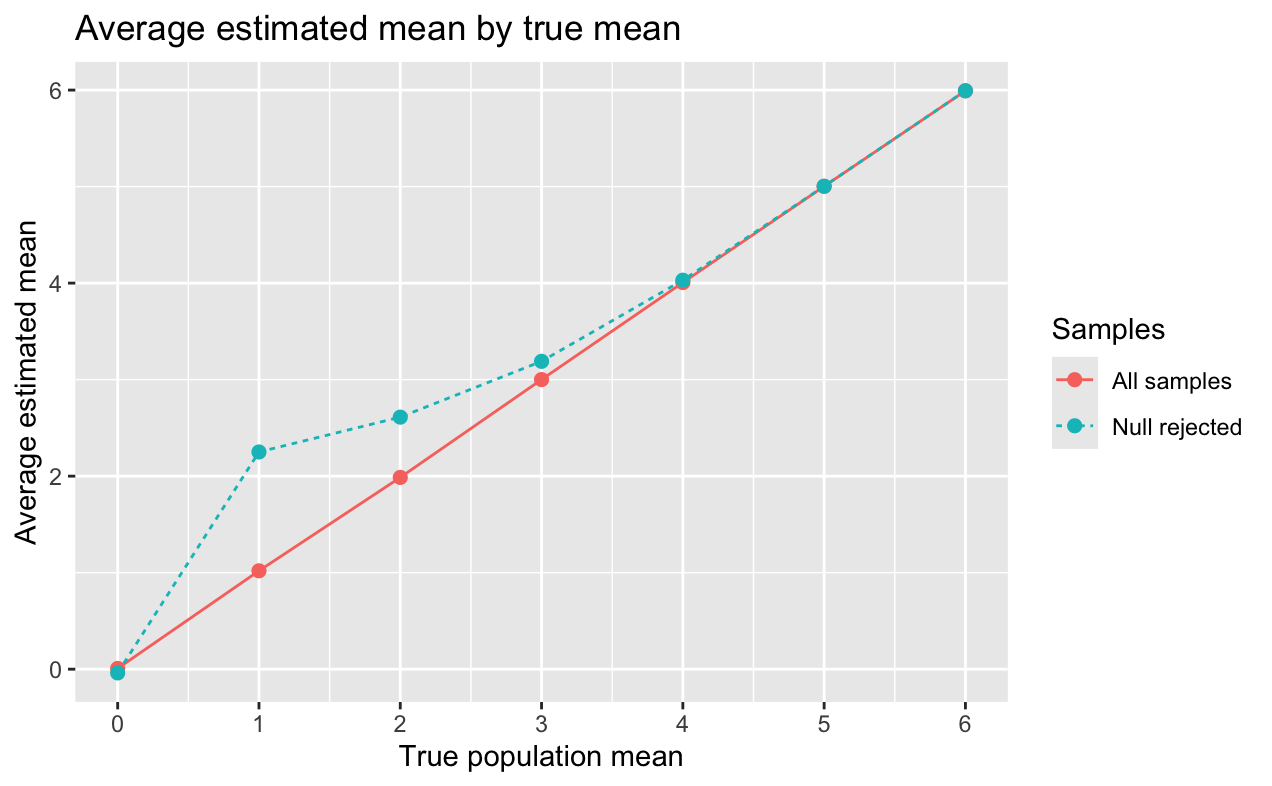 Average estimated mean by true mean
Average estimated mean
6
4
2
0
0 1 2 3 4 5 6
True population mean
Samples
All samples
Null rejected